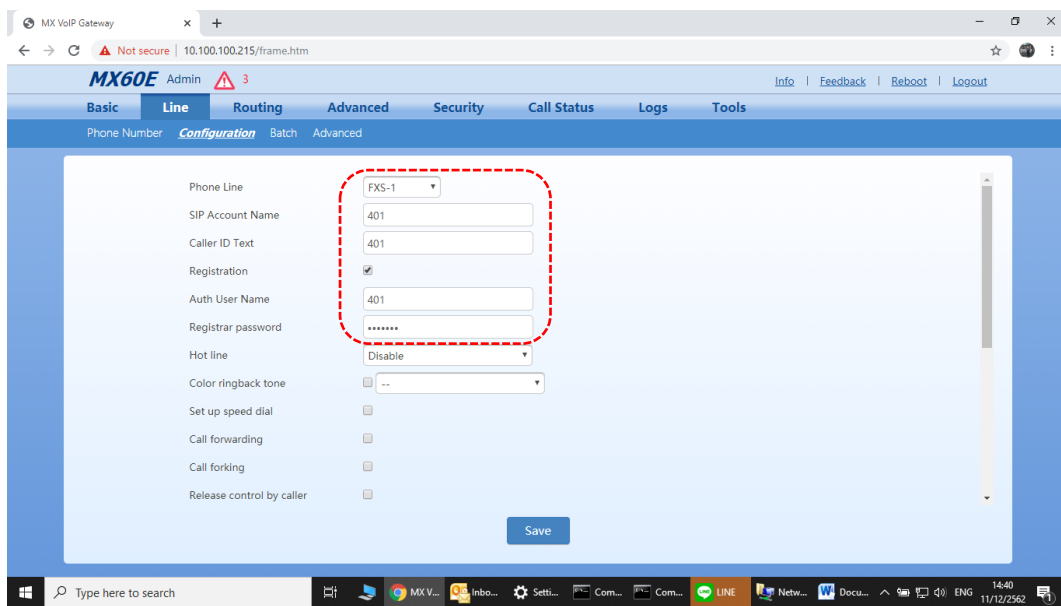 MX VoIP Gateway
Not secure | 10.100.100.215/frame.htm
MX60E Admin 3 Info | Feedback | Reboot | Logout
Basic Line Routing Advanced Security Call Status Logs Tools
Phone Number Configuration Batch Advanced
Phone Line FXS-1
SIP Account Name 401
Caller ID Text 401
Registration
Auth User Name 401
Registrar password •••••••
Hot line Disable
Color ringback tone --
Set up speed dial
Call forwarding
Call forking
Release control by caller
Save
Type here to search MX V... Inbo... Setti... Com... Com... LINE Netw... Docu... ENG 14:40
11/12/2562